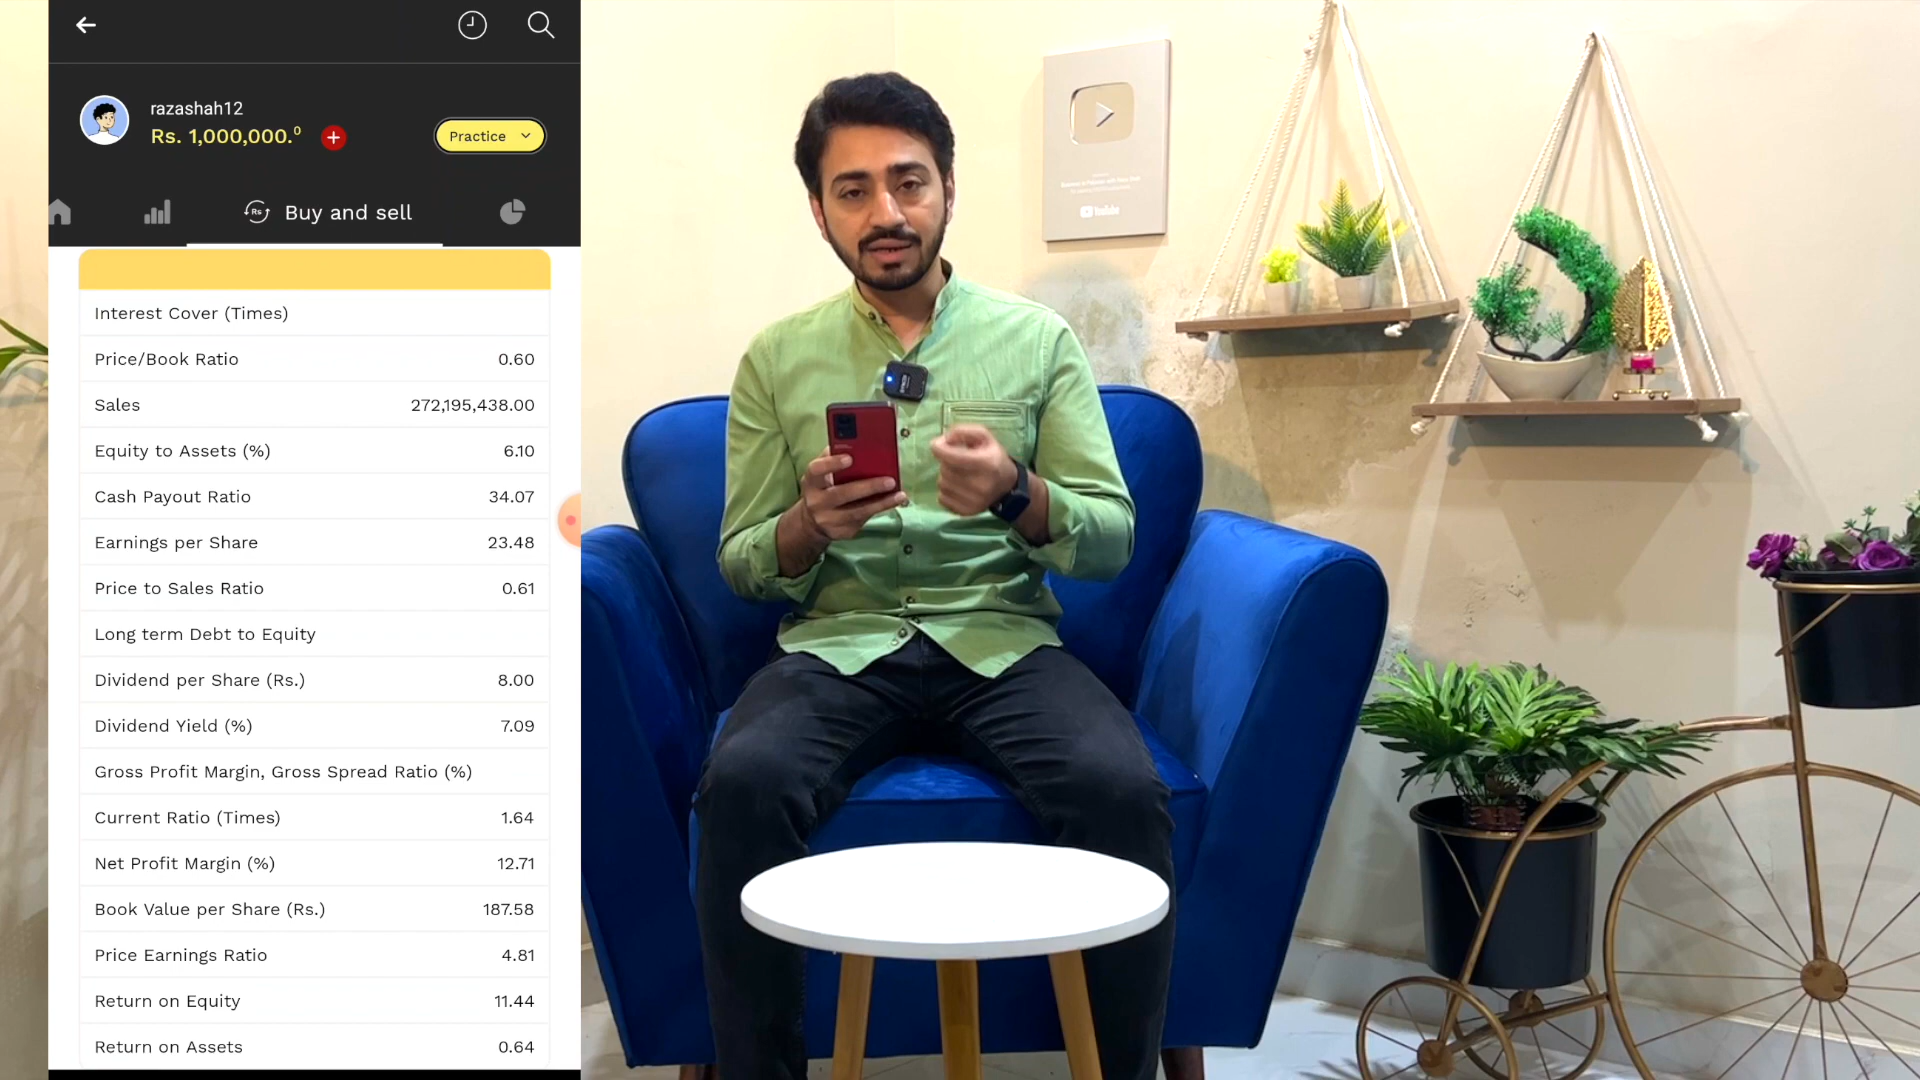 razashah12
Rs. 1,000,000.0
Practice
Rs
Buy and sell
Interest Cover (Times)
Price/Book Ratio 0.60
Sales 272,195,438.00
Equity to Assets (%) 6.10
Cash Payout Ratio 34.07
Earnings per Share 23.48
Price to Sales Ratio 0.61
Long term Debt to Equity
Dividend per Share (Rs.) 8.00
Dividend Yield (%) 7.09
Gross Profit Margin, Gross Spread Ratio (%)
Current Ratio (Times) 1.64
Net Profit Margin (%) 12.71
Book Value per Share (Rs.) 187.58
Price Earnings Ratio 4.81
Return on Equity 11.44
Return on Assets 0.64
YouTube